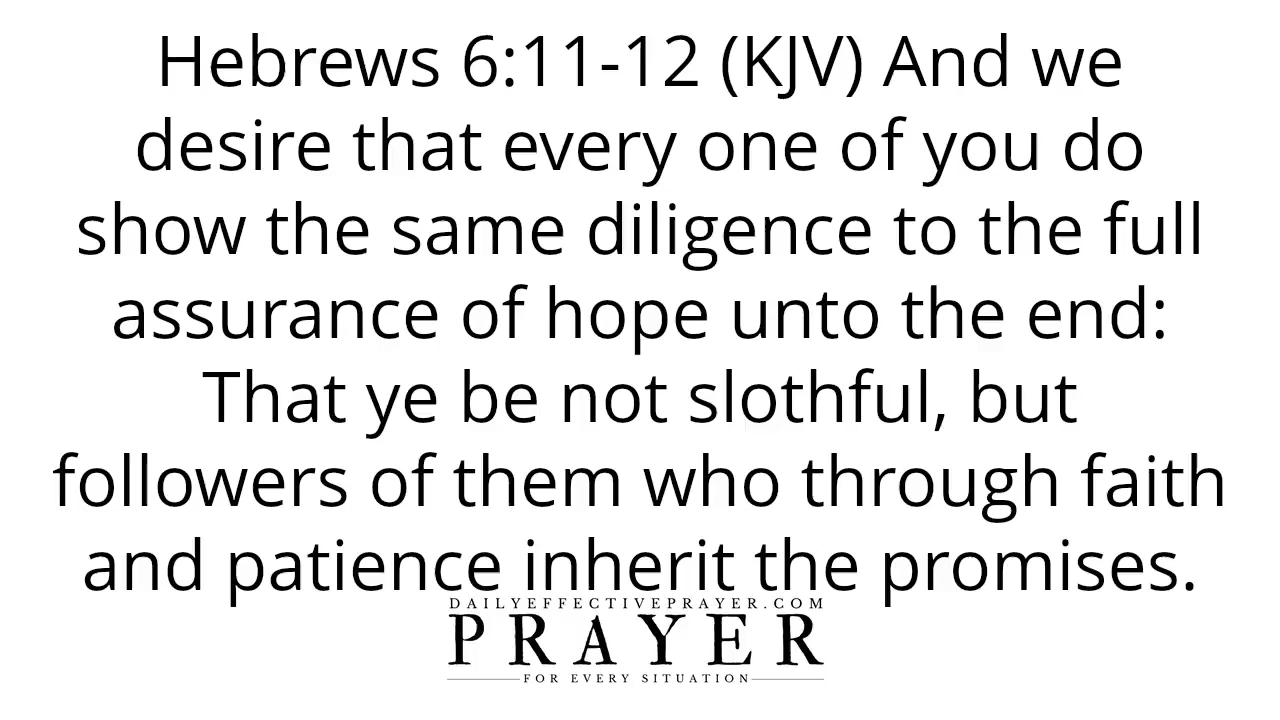 Hebrews 6:11-12 (KJV) And we
desire that every one of you do
show the same diligence to the full
assurance of hope unto the end:
That ye be not slothful, but
followers of them who through faith
and patience inherit the promises.
DAILYEFFECTIVEPRAYER.COM
PRAYER
FOR EVERY SITUATION